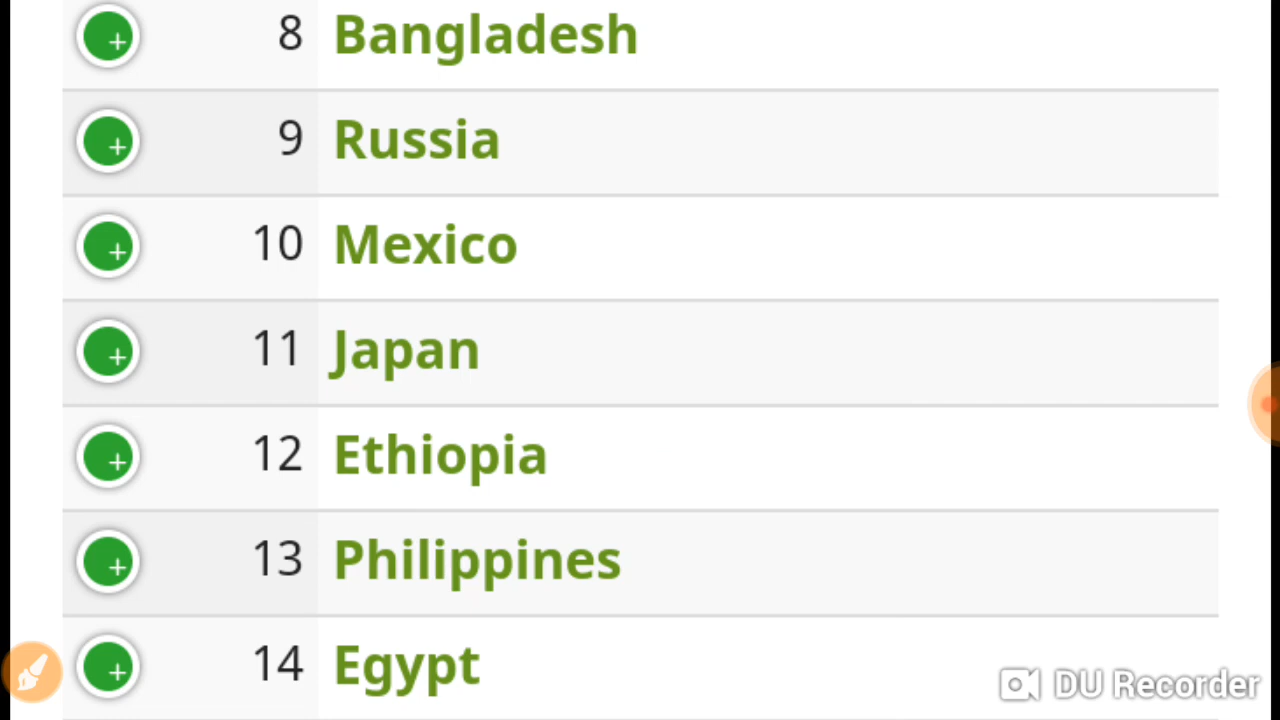 8 Bangladesh
9 Russia
10 Mexico
11 Japan
12 Ethiopia
13 Philippines
14 Egypt
DU Recorder